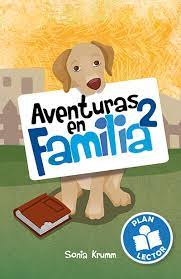 Aventuras
en 2
Familia
Sonia Krumm
PLAN
LECTOR